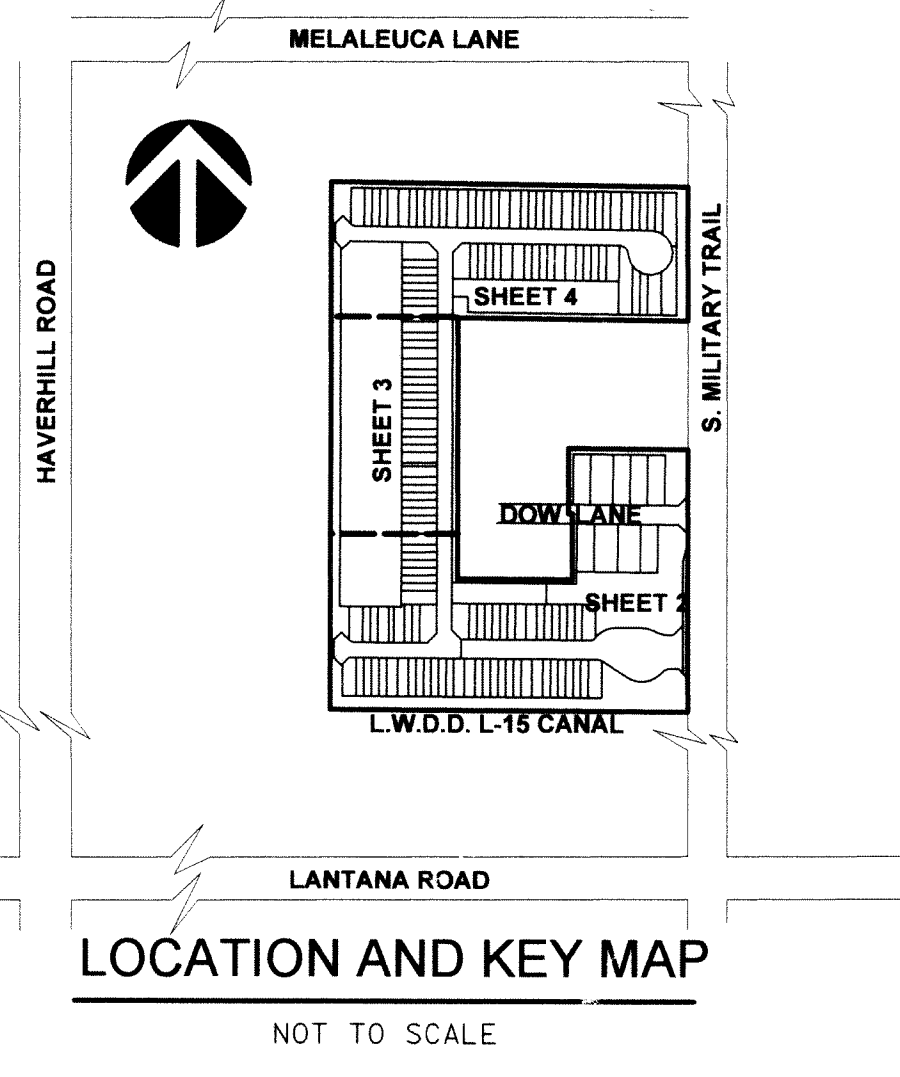 MELALEUCA LANE
S. MILITARY TRAIL
HAVERHILL ROAD
SHEET 4
SHEET 3
DOW LANE
SHEET 2
L.W.D.D. L-15 CANAL
LANTANA ROAD
LOCATION AND KEY MAP
NOT TO SCALE